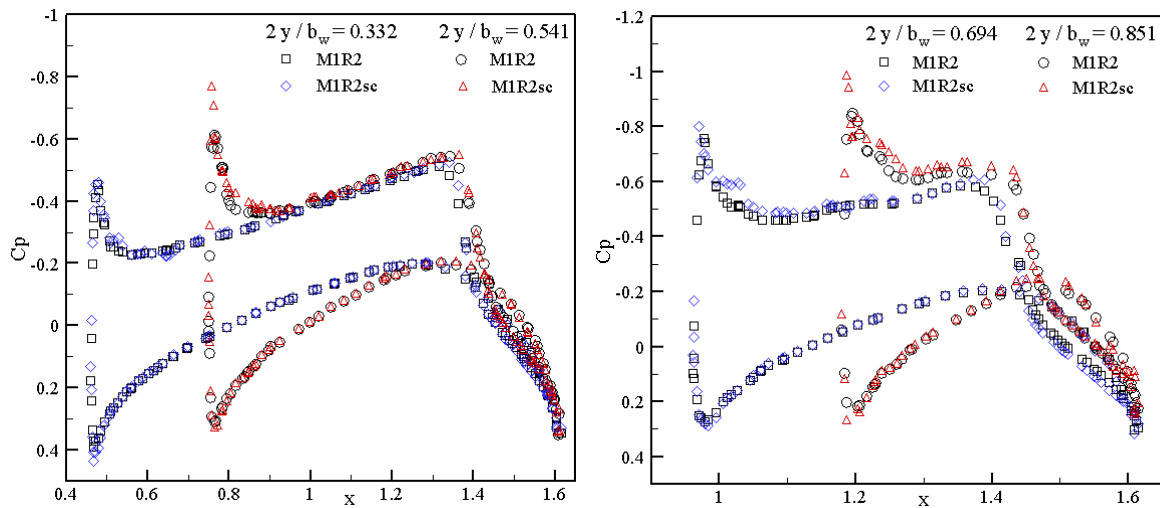 -1
2 y / b_w = 0.332 2 y / b_w = 0.541
M1R2 M1R2
M1R2sc M1R2sc
-0.8
-0.6
-0.4
-0.2
0
0.2
0.4
Cp
0.4 0.6 0.8 1 1.2 1.4 1.6
x
-1.2
2 y / b_w = 0.694 2 y / b_w = 0.851
M1R2 M1R2
M1R2sc M1R2sc
-1
-0.8
-0.6
-0.4
-0.2
0
0.2
0.4
Cp
1 1.2 1.4 1.6
x